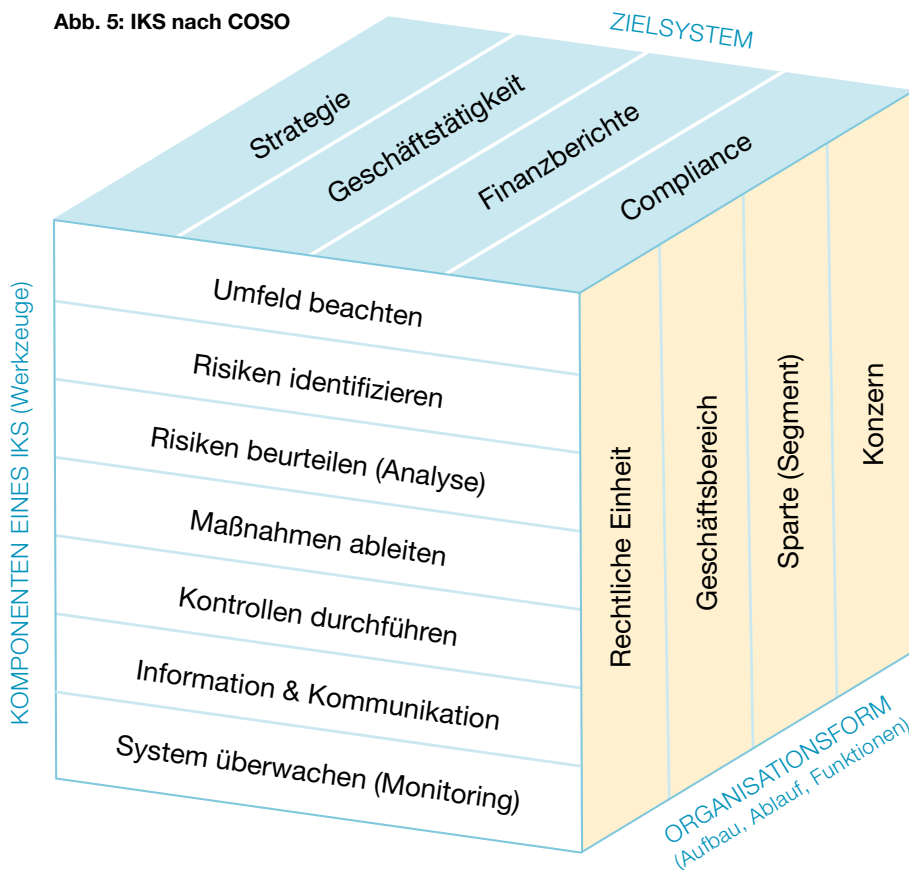 Abb. 5: IKS nach COSO
ZIELSYSTEM
Strategie
Geschäftstätigkeit
Finanzberichte
Compliance
KOMPONENTEN EINES IKS (Werkzeuge)
Umfeld beachten
Risiken identifizieren
Risiken beurteilen (Analyse)
Maßnahmen ableiten
Kontrollen durchführen
Information & Kommunikation
System überwachen (Monitoring)
Rechtliche Einheit
Geschäftsbereich
Sparte (Segment)
Konzern
ORGANISATIONSFORM
(Aufbau, Ablauf, Funktionen)